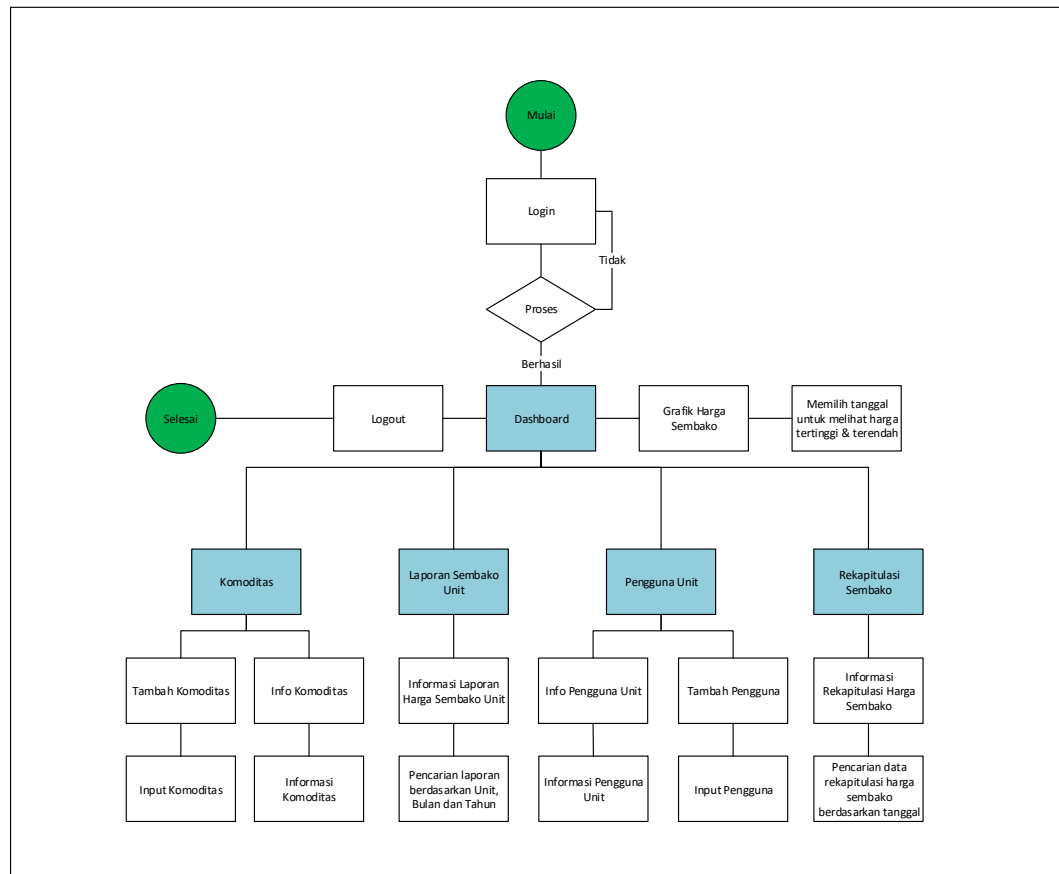 Mulai
Login
Tidak
Proses
Berhasil
Selesai
Logout
Dashboard
Grafik Harga
Sembako
Memilih tanggal
untuk melihat harga
tertinggi & terendah
Komoditas
Laporan Sembako
Unit
Pengguna Unit
Rekapitulasi
Sembako
Tambah Komoditas
Info Komoditas
Informasi Laporan
Harga Sembako Unit
Info Pengguna Unit
Tambah Pengguna
Informasi
Rekapitulasi Harga
Sembako
Input Komoditas
Informasi
Komoditas
Pencarian laporan
berdasarkan Unit,
Bulan dan Tahun
Informasi Pengguna
Unit
Input Pengguna
Pencarian data
rekapitulasi harga
sembako
berdasarkan tanggal